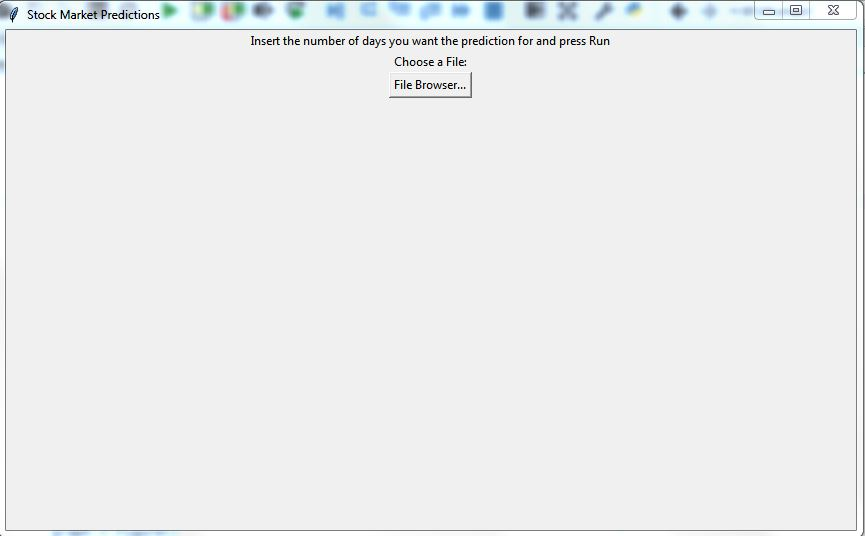 Stock Market Predictions
Insert the number of days you want the prediction for and press Run
Choose a File:
File Browser...